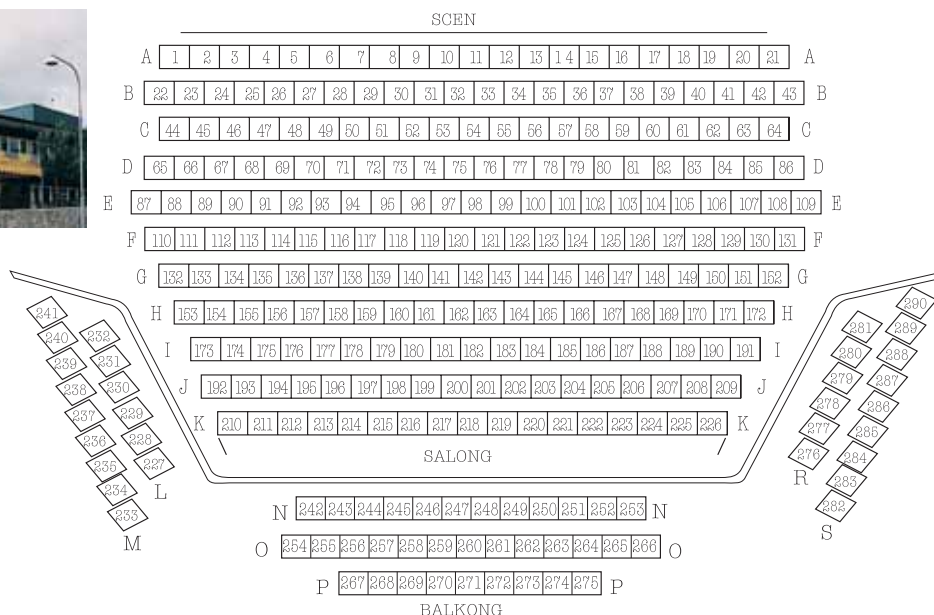 SCEN
A 1 2 3 4 5 6 7 8 9 10 11 12 13 14 15 16 17 18 19 20 21 A
B 22 23 24 25 26 27 28 29 30 31 32 33 34 35 36 37 38 39 40 41 42 43 B
C 44 45 46 47 48 49 50 51 52 53 54 55 56 57 58 59 60 61 62 63 64 C
D 65 66 67 68 69 70 71 72 73 74 75 76 77 78 79 80 81 82 83 84 85 86 D
E 87 88 89 90 91 92 93 94 95 96 97 98 99 100 101 102 103 104 105 106 107 108 109 E
F 110 111 112 113 114 115 116 117 118 119 120 121 122 123 124 125 126 127 128 129 130 131 F
G 132 133 134 135 136 137 138 139 140 141 142 143 144 145 146 147 148 149 150 151 152 G
H 153 154 155 156 157 158 159 160 161 162 163 164 165 166 167 168 169 170 171 172 H
I 173 174 175 176 177 178 179 180 181 182 183 184 185 186 187 188 189 190 191 I
J 192 193 194 195 196 197 198 199 200 201 202 203 204 205 206 207 208 209 J
K 210 211 212 213 214 215 216 217 218 219 220 221 222 223 224 225 226 K
SALONG
241
240
239
238
237
236
235
234
233
M
232
231
230
229
228
227
L
281
280
279
278
277
276
R
290
289
288
287
286
285
284
283
282
S
N 242 243 244 245 246 247 248 249 250 251 252 253 N
O 254 255 256 257 258 259 260 261 262 263 264 265 266 O
P 267 268 269 270 271 272 273 274 275 P
BALKONG